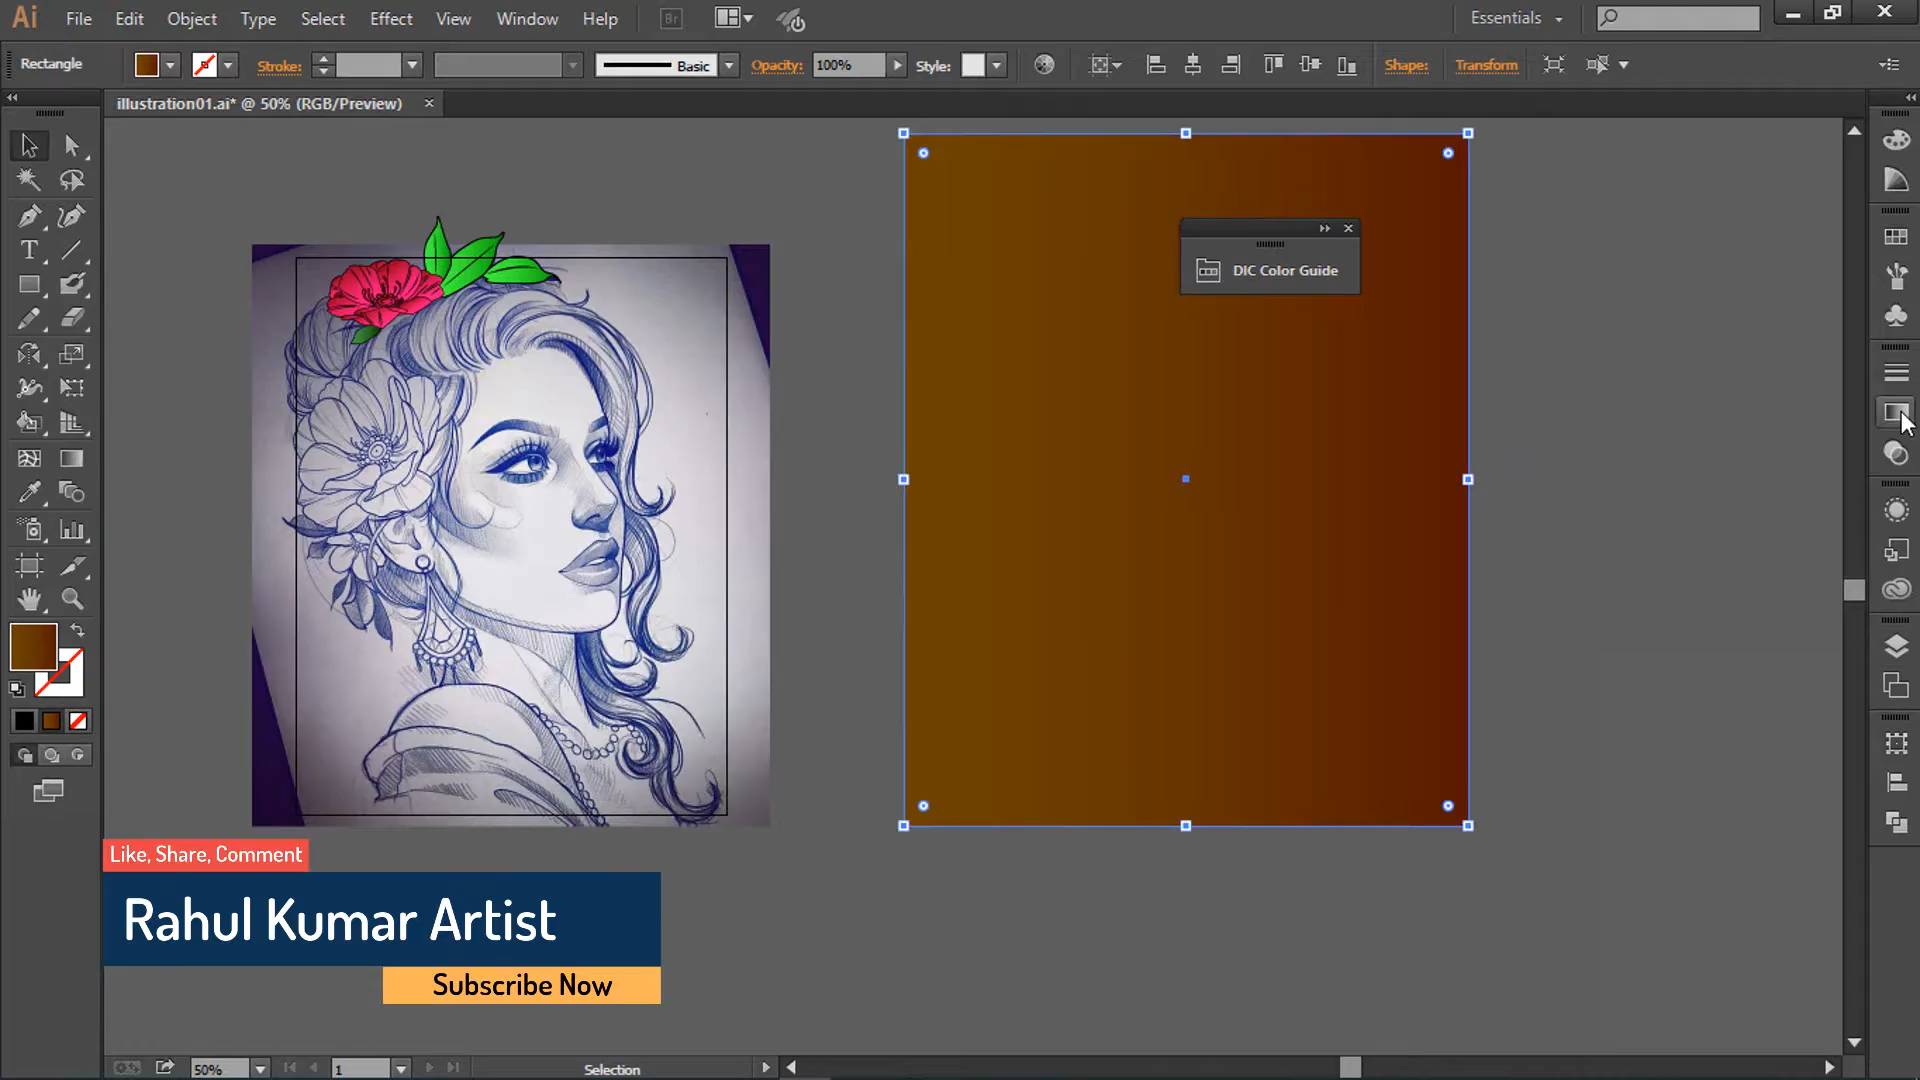 Ai File Edit Object Type Select Effect View Window Help Br Essentials
Rectangle Stroke: Basic Opacity: 100% Style: Shape: Transform
illustration01.ai* @ 50% (RGB/Preview)
DIC Color Guide
Like, Share, Comment
Rahul Kumar Artist
Subscribe Now
50% 1 Selection